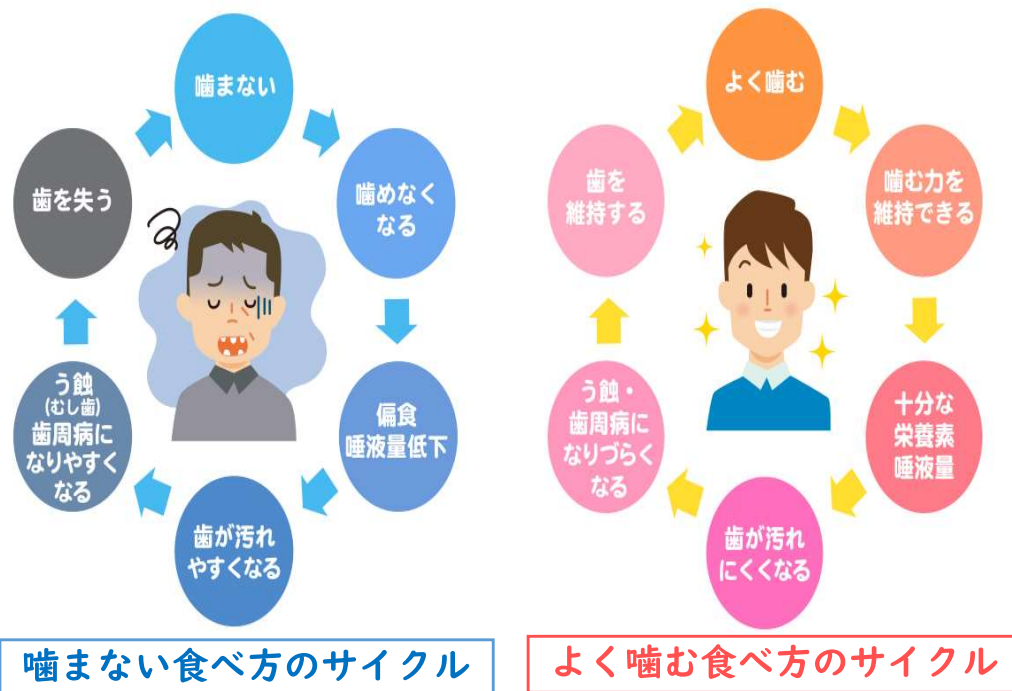 噛まない
噛めなく
なる
偏食
唾液量低下
歯が汚れ
やすくなる
う蝕
(むし歯)
歯周病に
なりやすく
なる
歯を失う
噛まない食べ方のサイクル
よく噛む
噛む力を
維持できる
十分な
栄養素
唾液量
歯が汚れ
にくくなる
う蝕・
歯周病に
なりづらく
なる
歯を
維持する
よく噛む食べ方のサイクル